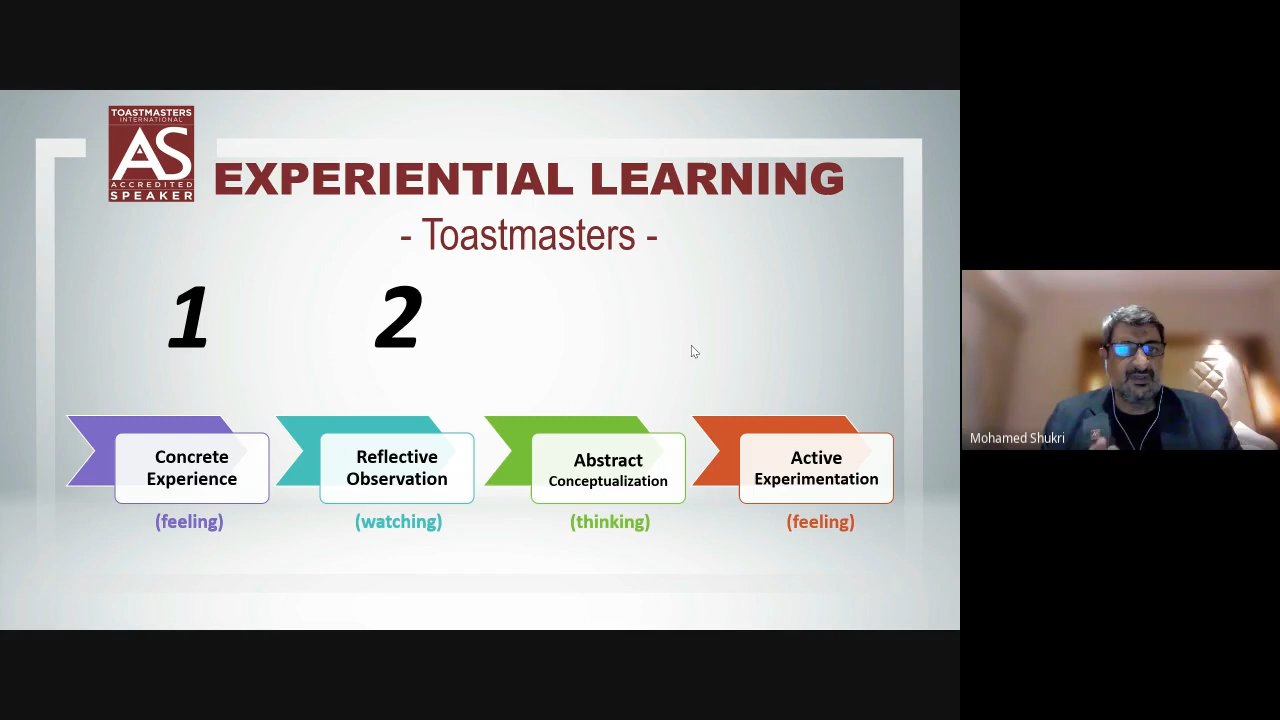 TOASTMASTERS
INTERNATIONAL
AS
ACCREDITED
SPEAKER
EXPERIENTIAL LEARNING
- Toastmasters -
1 2
Concrete
Experience
(feeling)
Reflective
Observation
(watching)
Abstract
Conceptualization
(thinking)
Active
Experimentation
(feeling)
Mohamed Shukri